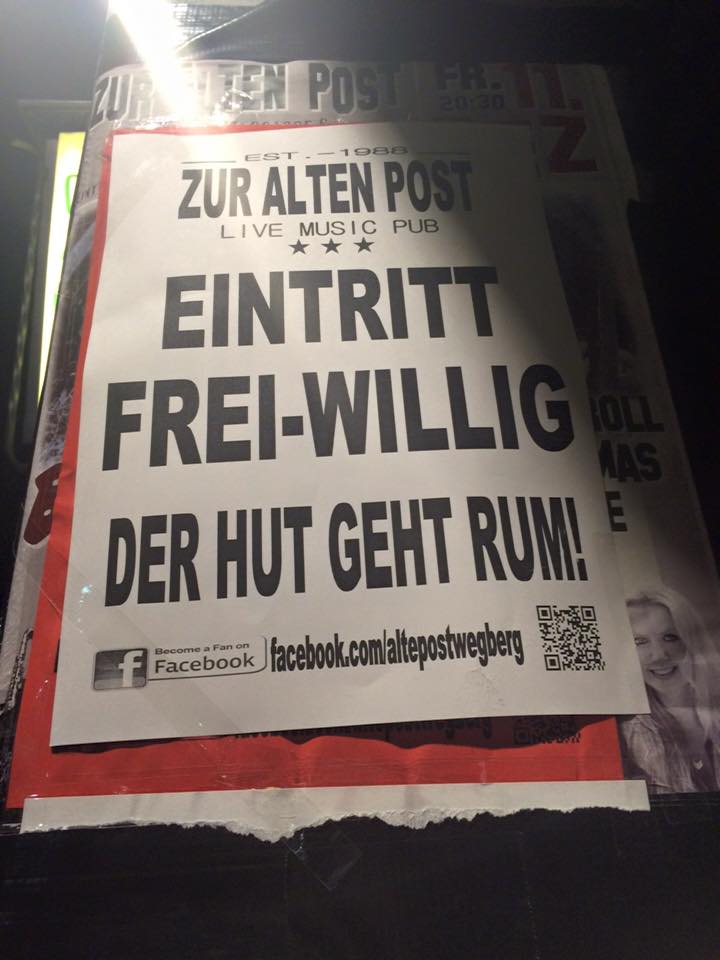 ZUR ALTEN POST FR. 11.
20:30
EST. - 1988
ZUR ALTEN POST
LIVE MUSIC PUB
EINTRITT
FREI-WILLIG
DER HUT GEHT RUM!
Become a Fan on
Facebook
facebook.com/altepostwegberg
ROLL
MAS
E